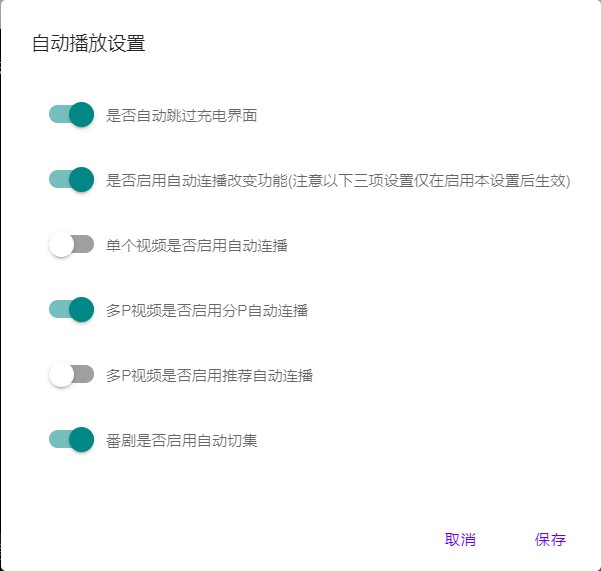 自动播放设置
是否自动跳过充电界面
是否启用自动连播改变功能(注意以下三项设置仅在启用本设置后生效)
单个视频是否启用自动连播
多P视频是否启用分P自动连播
多P视频是否启用推荐自动连播
番剧是否启用自动切集
取消 保存